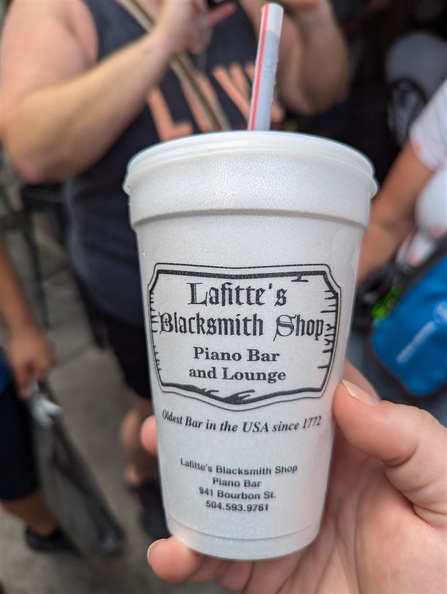 Lafitte's
Blacksmith Shop
Piano Bar
and Lounge
Oldest Bar in the USA since 1772
Lafitte's Blacksmith Shop
Piano Bar
941 Bourbon St.
504.593.9761